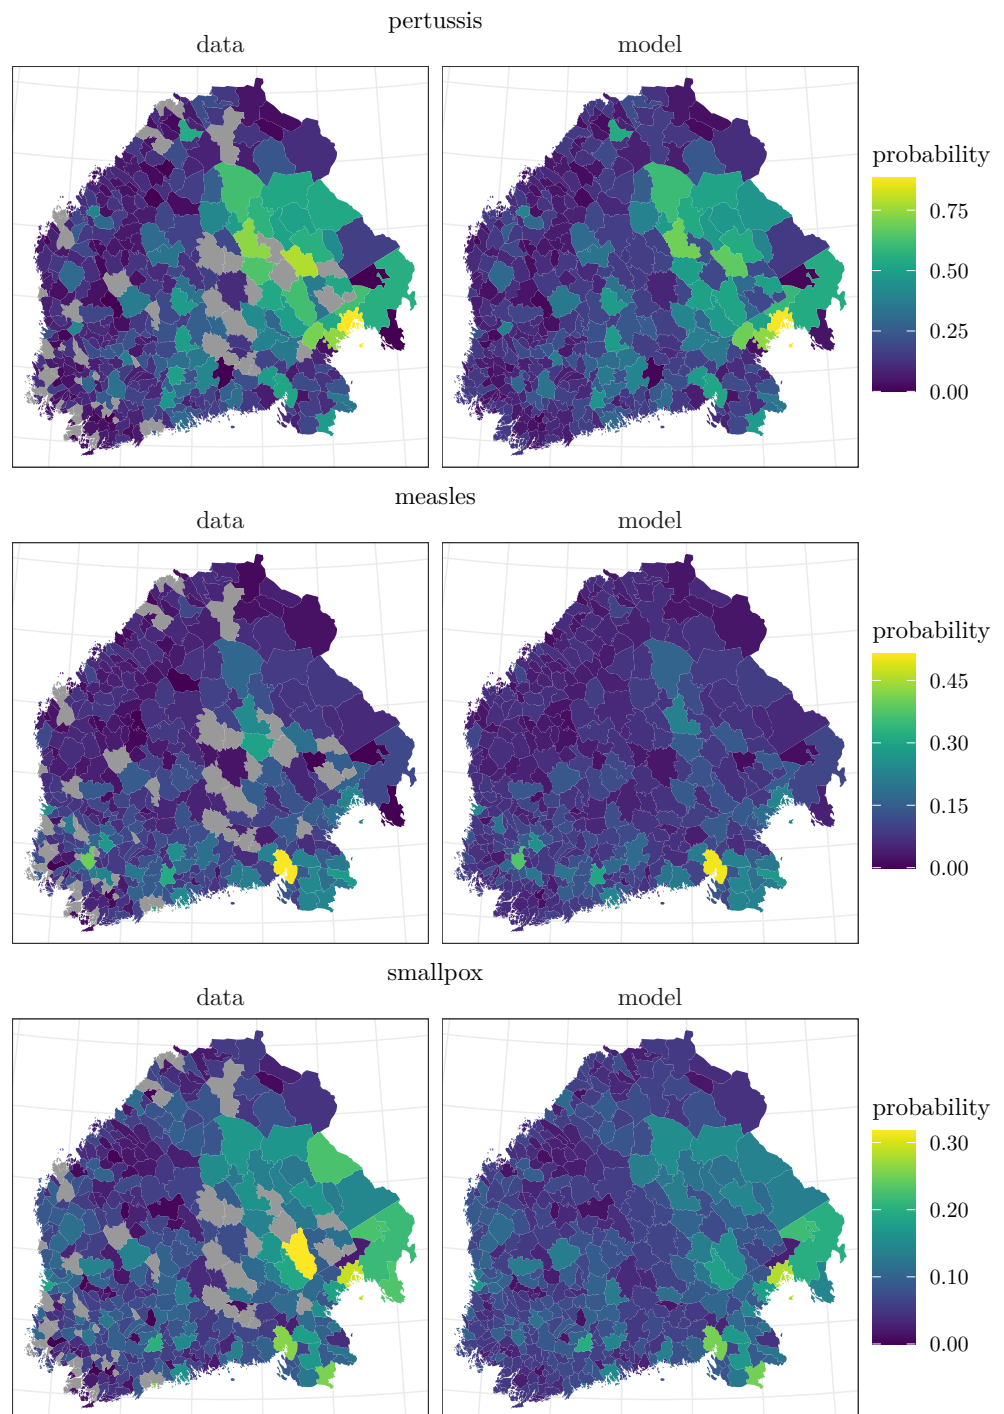 pertussis
data model
probability
0.75
0.50
0.25
0.00
measles
data model
probability
0.45
0.30
0.15
0.00
smallpox
data model
probability
0.30
0.20
0.10
0.00